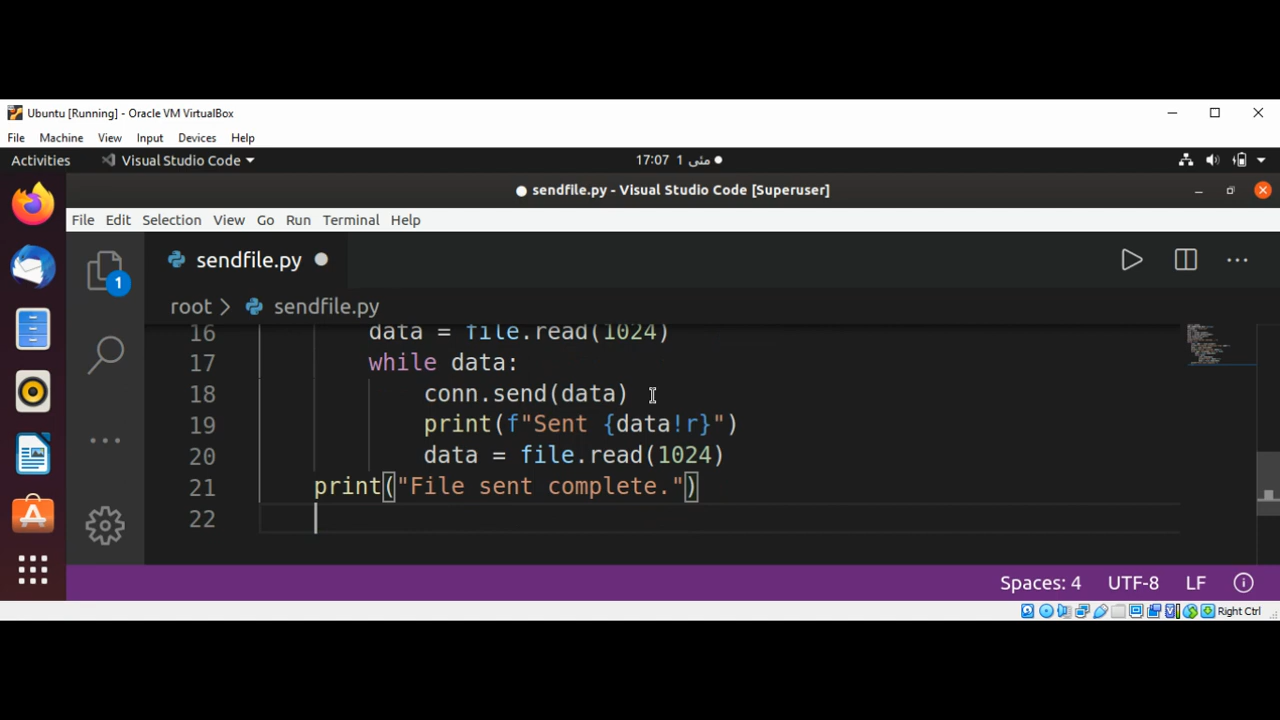 Ubuntu [Running] - Oracle VM VirtualBox
File Machine View Input Devices Help
Activities Visual Studio Code 17:07 1 مئی
sendfile.py - Visual Studio Code [Superuser]
File Edit Selection View Go Run Terminal Help
sendfile.py
1
root > sendfile.py
16 data = file.read(1024)
17 while data:
18 conn.send(data)
19 print(f"Sent {data!r}")
20 data = file.read(1024)
21 print("File sent complete.")
22
Spaces: 4 UTF-8 LF
Right Ctrl